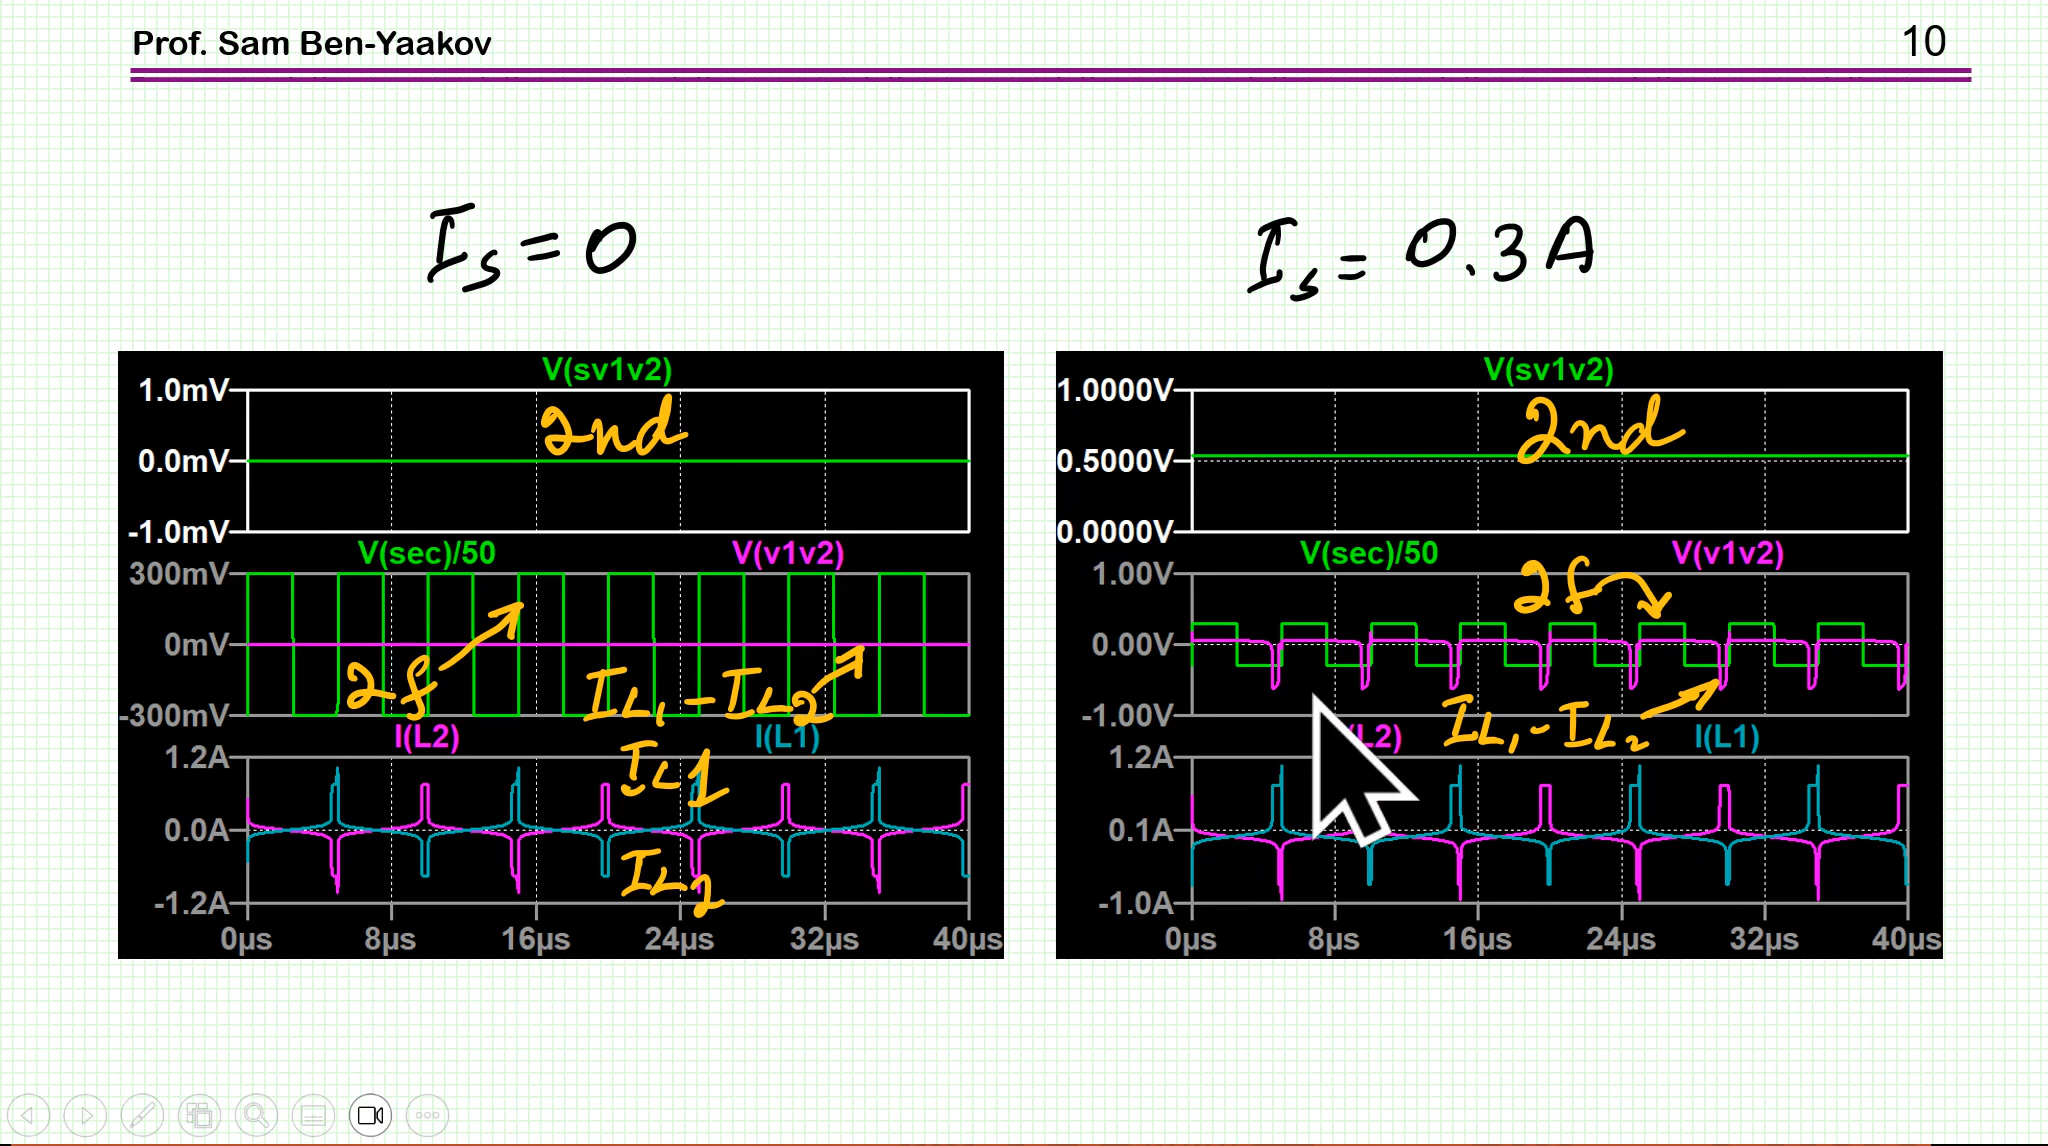 Prof. Sam Ben-Yaakov
10
Is = 0
Is = 0.3 A
V(sv1v2)
1.0mV
0.0mV
-1.0mV
2nd
V(sec)/50
V(v1v2)
300mV
0mV
-300mV
2f
IL1 - IL2
I(L2)
I(L1)
1.2A
0.0A
-1.2A
IL1
IL2
0µs 8µs 16µs 24µs 32µs 40µs
V(sv1v2)
1.0000V
0.5000V
0.0000V
2nd
V(sec)/50
V(v1v2)
1.00V
0.00V
-1.00V
2f
IL1 - IL2
L2)
I(L1)
1.2A
0.1A
-1.0A
0µs 8µs 16µs 24µs 32µs 40µs